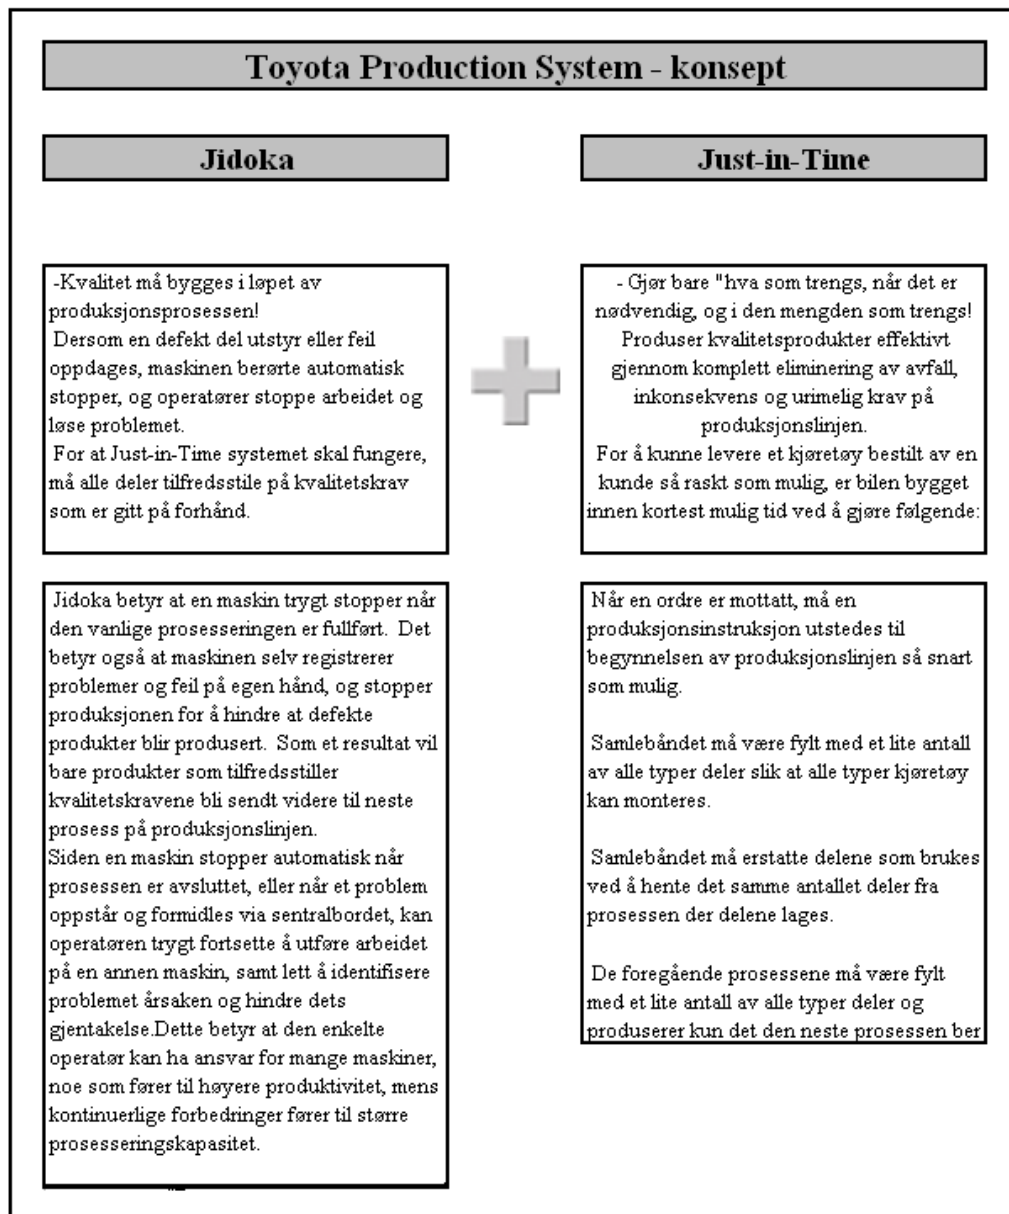 Toyota Production System - konsept
Jidoka
Just-in-Time
-Kvalitet må bygges i løpet av
produksjonsprosessen!
Dersom en defekt del utstyr eller feil
oppdages, maskinen berørte automatisk
stopper, og operatører stoppe arbeidet og
løse problemet.
For at Just-in-Time systemet skal fungere,
må alle deler tilfredsstile på kvalitetskrav
som er gitt på forhånd.
- Gjør bare "hva som trengs, når det er
nødvendig, og i den mengden som trengs!
Produser kvalitetsprodukter effektivt
gjennom komplett eliminering av avfall,
inkonsekvens og urimelig krav på
produksjonslinjen.
For å kunne levere et kjøretøy bestilt av en
kunde så raskt som mulig, er bilen bygget
innen kortest mulig tid ved å gjøre følgende:
Jidoka betyr at en maskin trygt stopper når
den vanlige prosesseringen er fullført. Det
betyr også at maskinen selv registrerer
problemer og feil på egen hånd, og stopper
produksjonen for å hindre at defekte
produkter blir produsert. Som et resultat vil
bare produkter som tilfredsstiller
kvalitetskravene bli sendt videre til neste
prosess på produksjonslinjen.
Siden en maskin stopper automatisk når
prosessen er avsluttet, eller når et problem
oppstår og formidles via sentralbordet, kan
operatøren trygt fortsette å utføre arbeidet
på en annen maskin, samt lett å identifisere
problemet årsaken og hindre dets
gjentakelse.Dette betyr at den enkelte
operatør kan ha ansvar for mange maskiner,
noe som fører til høyere produktivitet, mens
kontinuerlige forbedringer fører til større
prosesseringskapasitet.
Når en ordre er mottatt, må en
produksjonsinstruksjon utstedes til
begynnelsen av produksjonslinjen så snart
som mulig.
Samlebåndet må være fylt med et lite antall
av alle typer deler slik at alle typer kjøretøy
kan monteres.
Samlebåndet må erstatte delene som brukes
ved å hente det samme antallet deler fra
prosessen der delene lages.
De foregående prosessene må være fylt
med et lite antall av alle typer deler og
produserer kun det den neste prosessen ber